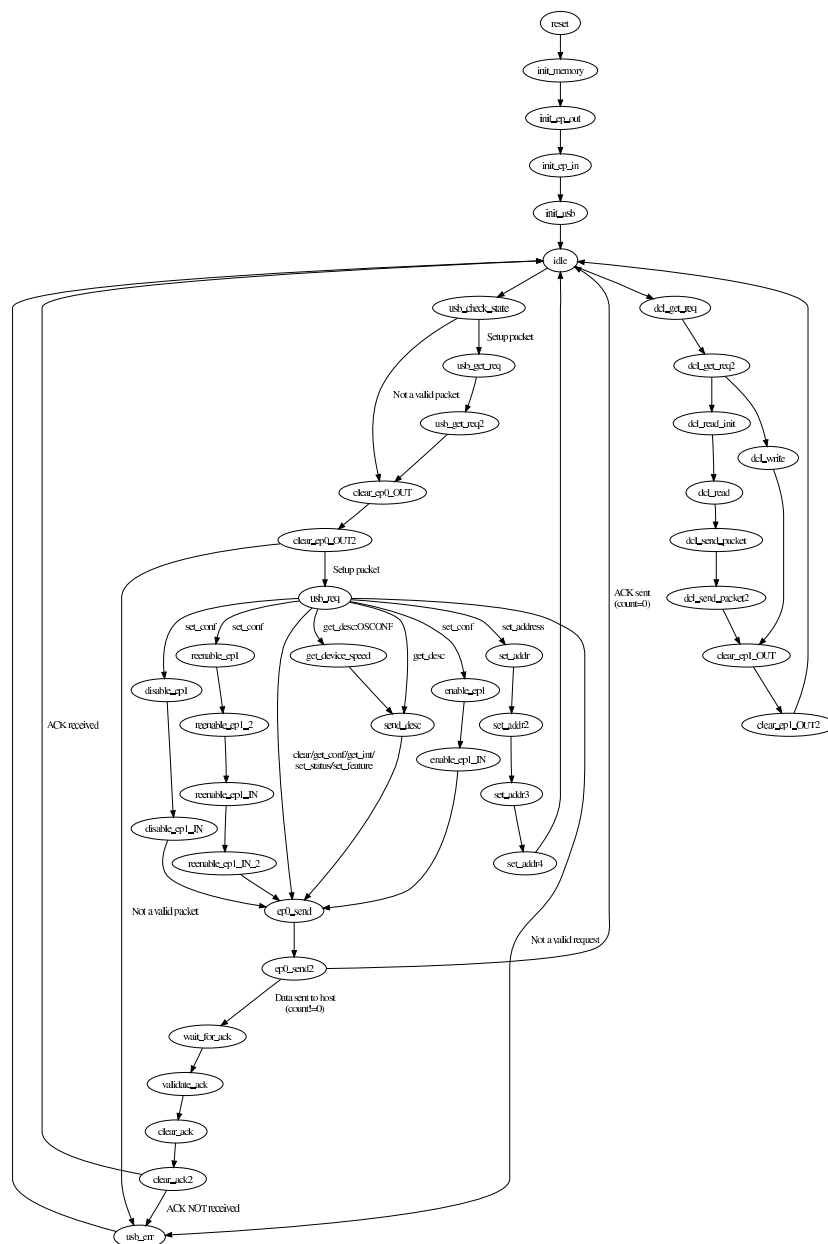 reset
init_memory
init_ep_out
init_ep_in
init_usb
idle
usb_check_state
dcl_get_req
Setup packet
usb_get_req
dcl_get_req2
Not a valid packet
usb_get_req2
dcl_read_init
dcl_write
clear_ep0_OUT
dcl_read
clear_ep0_OUT2
dcl_send_packet
Setup packet
usb_req
ACK sent
(count=0)
dcl_send_packet2
set_conf
set_conf
get_desc:OSCONF
set_conf
set_address
reenable_ep1
get_device_speed
get_desc
set_addr
clear_ep1_OUT
disable_ep1
enable_ep1
ACK received
reenable_ep1_2
send_desc
set_addr2
clear_ep1_OUT2
clear/get_conf/get_int/
set_status/set_feature
enable_ep1_IN
reenable_ep1_IN
set_addr3
disable_ep1_IN
reenable_ep1_IN_2
set_addr4
Not a valid packet
ep0_send
Not a valid request
ep0_send2
Data sent to host
(count!=0)
wait_for_ack
validate_ack
clear_ack
clear_ack2
ACK NOT received
usb_err